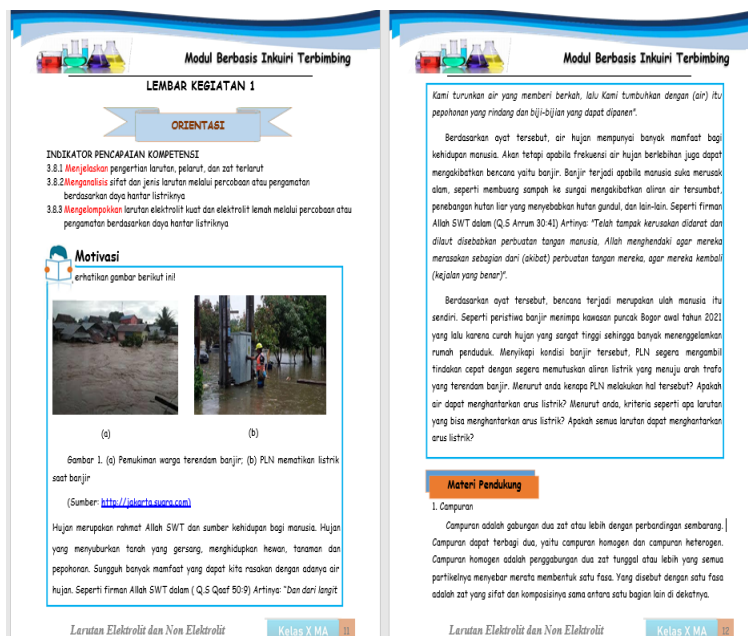 Modul Berbasis Inkuiri Terbimbing
LEMBAR KEGIATAN 1
ORIENTASI
INDIKATOR PENCAPAIAN KOMPETENSI
3.8.1 Menjelaskan pengertian larutan, pelarut, dan zat terlarut
3.8.2Menganalisis sifat dan jenis larutan melalui percobaan atau pengamatan
berdasarkan daya hantar listriknya
3.8.3 Mengelompokkan larutan elektrolit kuat dan elektrolit lemah melalui percobaan atau
pengamatan berdasarkan daya hantar listriknya
Motivasi
erhatikan gambar berikut ini!
(a) (b)
Gambar 1. (a) Pemukiman warga terendam banjir; (b) PLN mematikan listrik
saat banjir
(Sumber: http://jakarta.suara.com)
Hujan merupakan rahmat Allah SWT dan sumber kehidupan bagi manusia. Hujan
yang menyuburkan tanah yang gersang, menghidupkan hewan, tanaman dan
pepohonan. Sungguh banyak mamfaat yang dapat kita rasakan dengan adanya air
hujan. Seperti firman Allah SWT dalam ( Q.S Qaaf 50:9) Artinya: "Dan dari langit
Larutan Elektrolit dan Non Elektrolit
Kelas X MA 11
Modul Berbasis Inkuiri Terbimbing
Kami turunkan air yang memberi berkah, lalu Kami tumbuhkan dengan (air) itu
pepohonan yang rindang dan biji-bijian yang dapat dipanen".
Berdasarkan ayat tersebut, air hujan mempunyai banyak mamfaat bagi
kehidupan manusia. Akan tetapi apabila frekuensi air hujan berlebihan juga dapat
mengakibatkan bencana yaitu banjir. Banjir terjadi apabila manusia suka merusak
alam, seperti membuang sampah ke sungai mengakibatkan aliran air tersumbat,
penebangan hutan liar yang menyebabkan hutan gundul, dan lain-lain. Seperti firman
Allah SWT dalam (Q.S Arrum 30:41) Artinya: "Telah tampak kerusakan didarat dan
dilaut disebabkan perbuatan tangan manusia, Allah menghendaki agar mereka
merasakan sebagian dari (akibat) perbuatan tangan mereka, agar mereka kembali
(kejalan yang benar)".
Berdasarkan ayat tersebut, bencana terjadi merupakan ulah manusia itu
sendiri. Seperti peristiwa banjir menimpa kawasan puncak Bogor awal tahun 2021
yang lalu karena curah hujan yang sangat tinggi sehingga banyak menenggelamkan
rumah penduduk. Menyikapi kondisi banjir tersebut, PLN segera mengambil
tindakan cepat dengan segera memutuskan aliran listrik yang menuju arah trafo
yang terendam banjir. Menurut anda kenapa PLN melakukan hal tersebut? Apakah
air dapat menghantarkan arus listrik? Menurut anda, kriteria seperti apa larutan
yang bisa menghantarkan arus listrik? Apakah semua larutan dapat menghantarkan
arus listrik?
Materi Pendukung
1. Campuran
Campuran adalah gabungan dua zat atau lebih dengan perbandingan sembarang.
Campuran dapat terbagi dua, yaitu campuran homogen dan campuran heterogen.
Campuran homogen adalah penggabungan dua zat tunggal atau lebih yang semua
partikelnya menyebar merata membentuk satu fasa. Yang disebut dengan satu fasa
adalah zat yang sifat dan komposisinya sama antara satu bagian lain di dekatnya.
Larutan Elektrolit dan Non Elektrolit
Kelas X MA 12